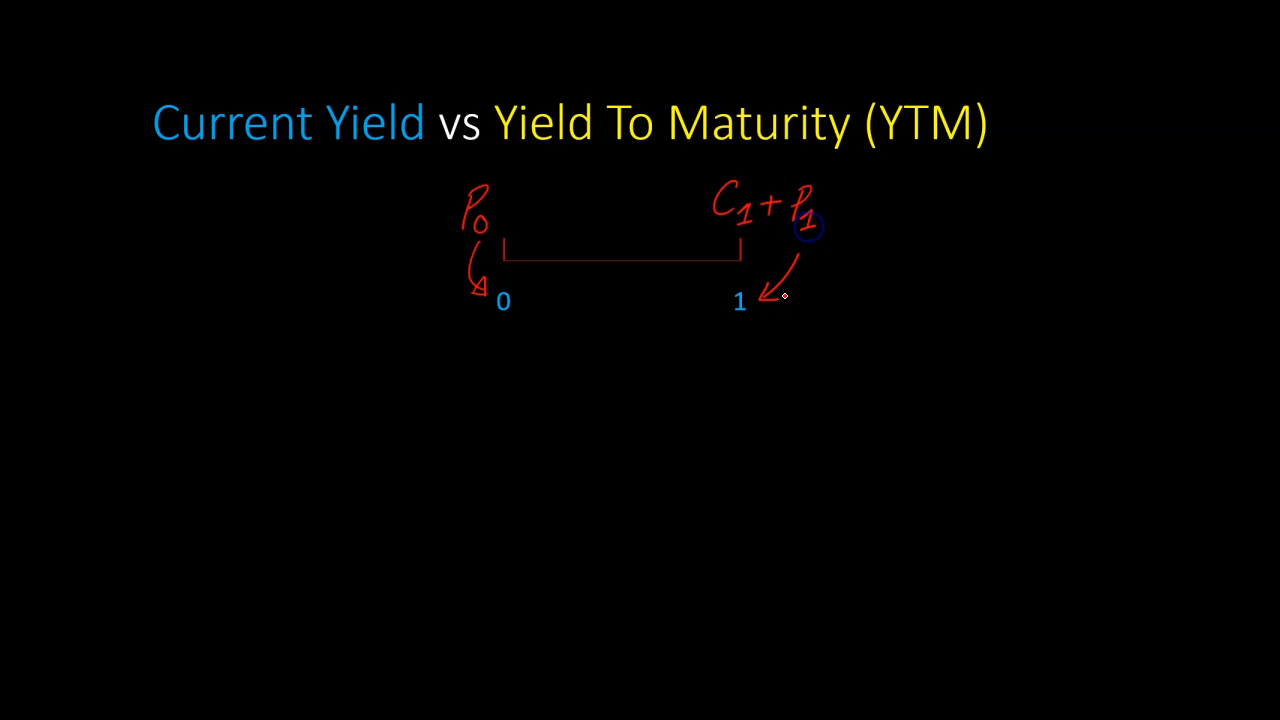 Current Yield vs Yield To Maturity (YTM)
P₀ C₁ + P₁
0 1